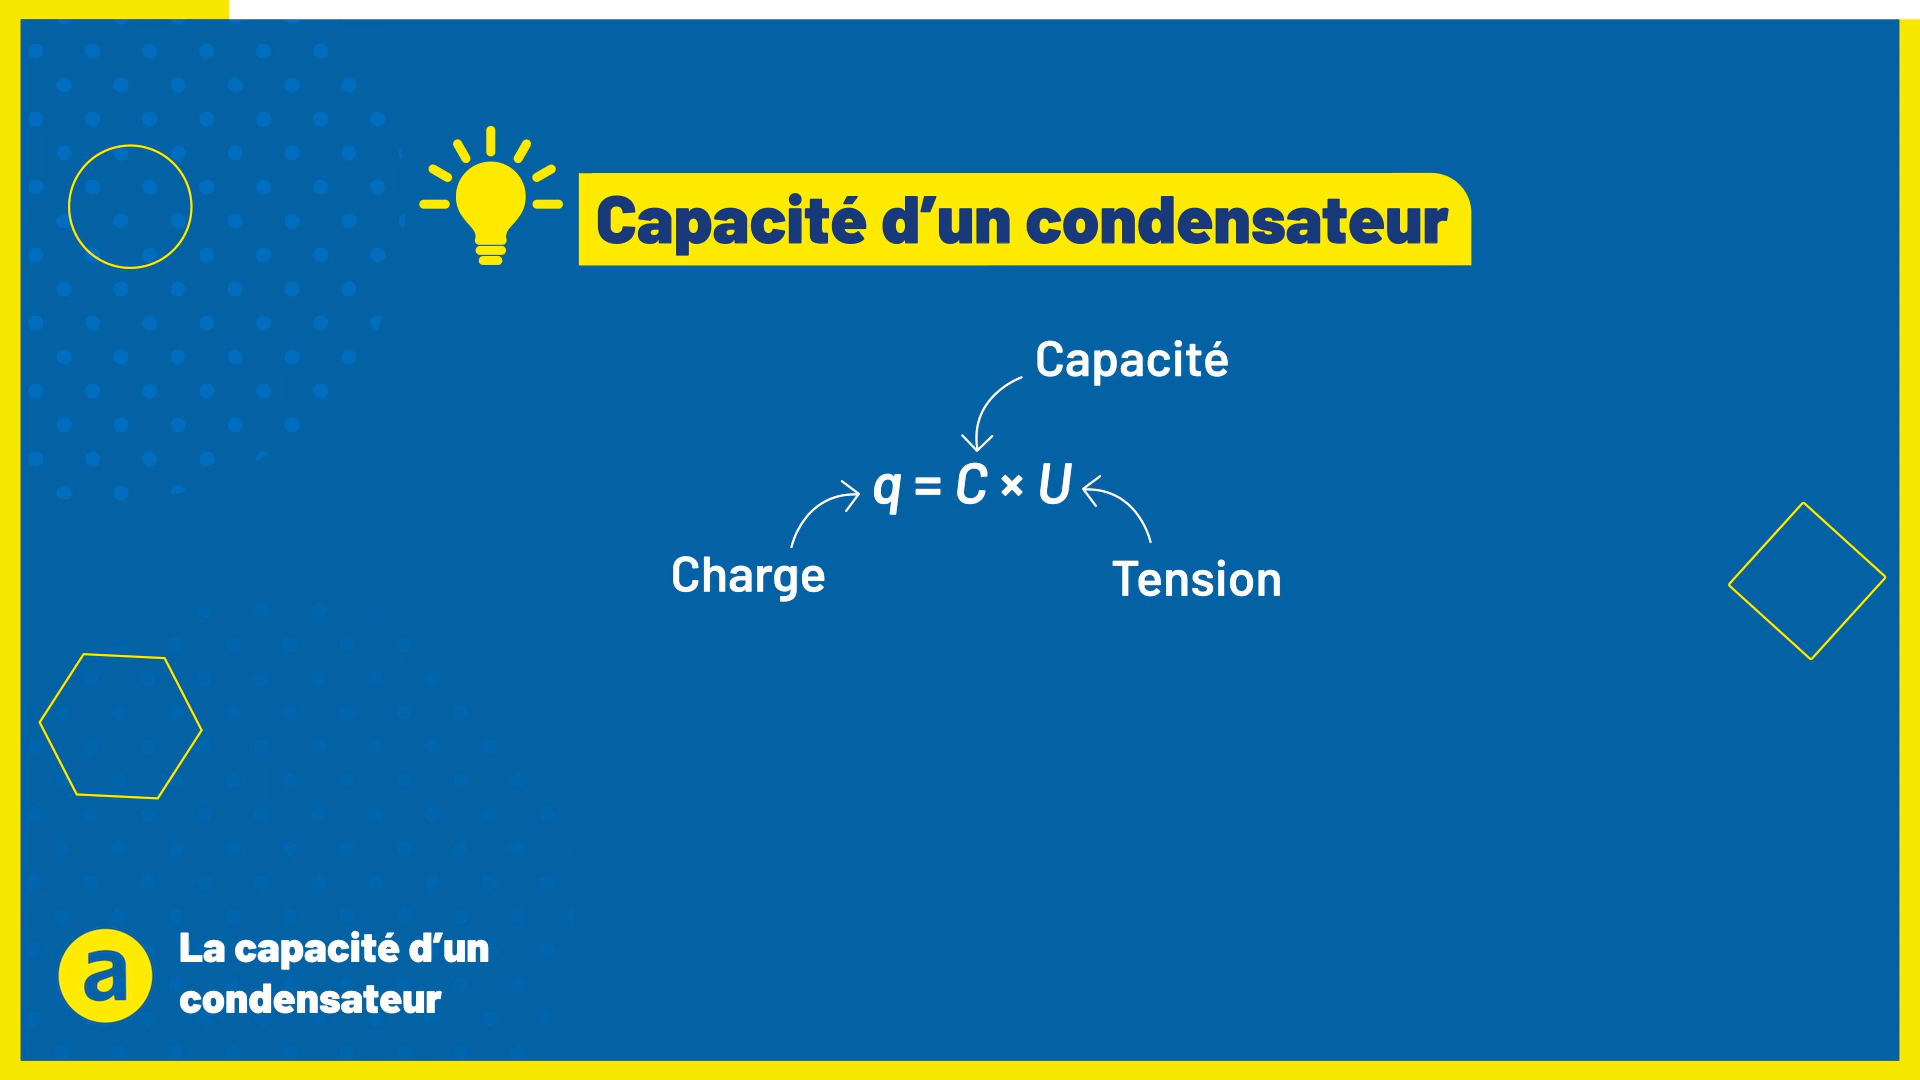 Capacité d’un condensateur
Capacité
q = C × U
Charge
Tension
a
La capacité d’un
condensateur